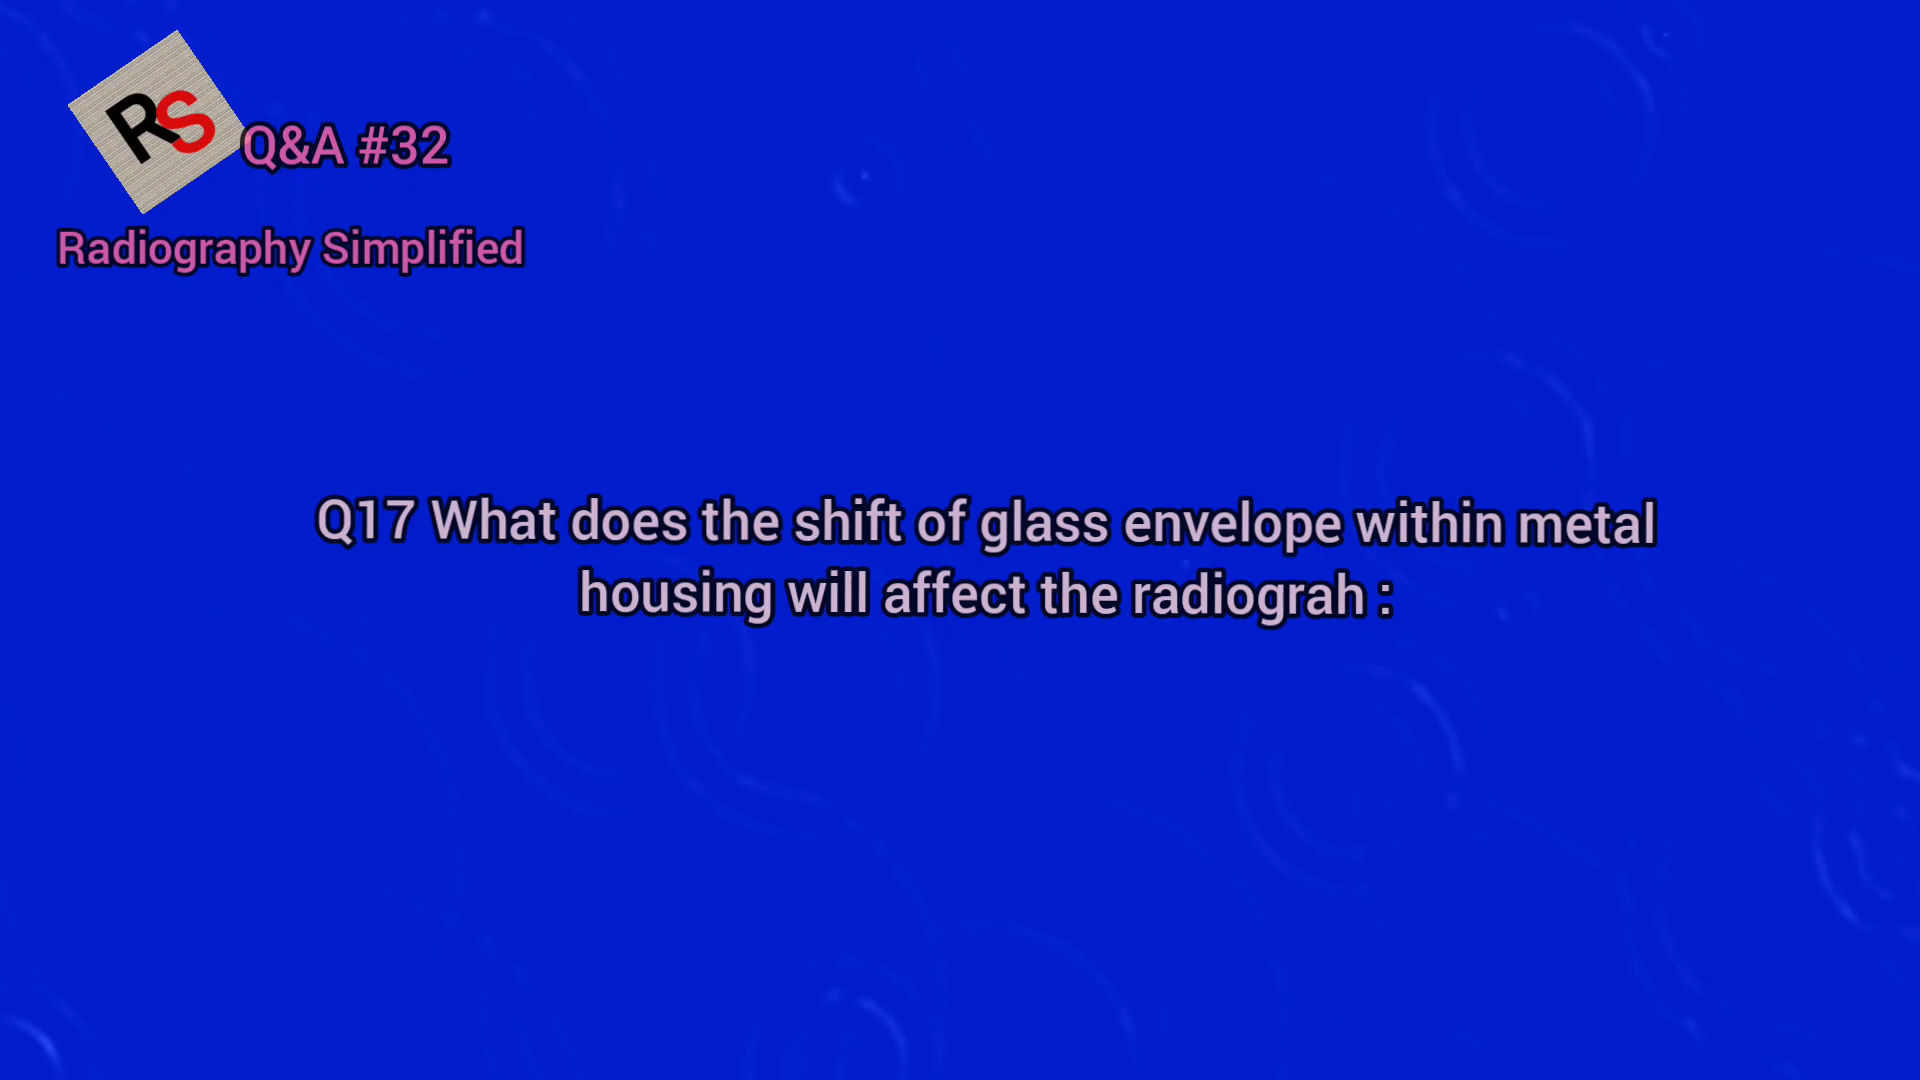 RS
Q&A #32
Radiography Simplified
Q17 What does the shift of glass envelope within metal
housing will affect the radiograh :